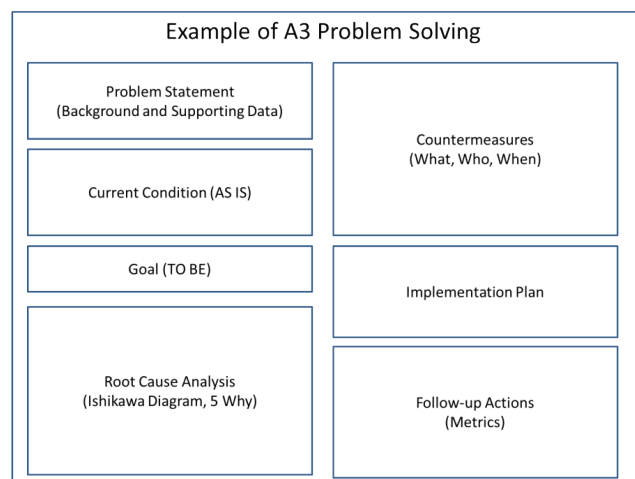 Example of A3 Problem Solving
Problem Statement
(Background and Supporting Data)
Current Condition (AS IS)
Goal (TO BE)
Root Cause Analysis
(Ishikawa Diagram, 5 Why)
Countermeasures
(What, Who, When)
Implementation Plan
Follow-up Actions
(Metrics)